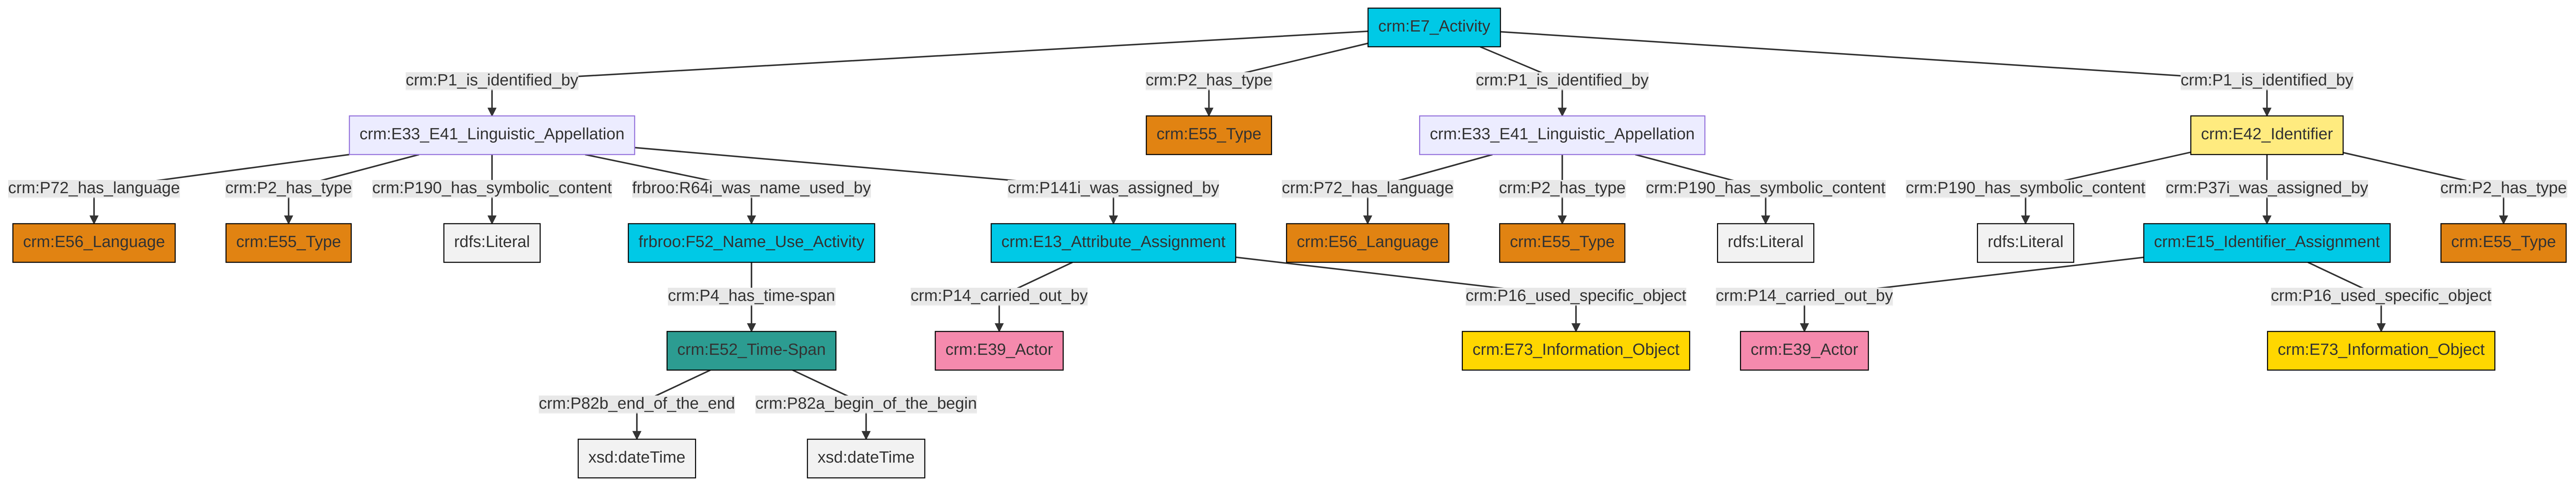 crm:E7_Activity
crm:P1_is_identified_by
crm:P2_has_type
crm:P1_is_identified_by
crm:P1_is_identified_by
crm:E33_E41_Linguistic_Appellation
crm:E55_Type
crm:E33_E41_Linguistic_Appellation
crm:E42_Identifier
crm:P72_has_language
crm:P2_has_type
crm:P190_has_symbolic_content
frbroo:R64i_was_name_used_by
crm:P141i_was_assigned_by
crm:P72_has_language
crm:P2_has_type
crm:P190_has_symbolic_content
crm:P190_has_symbolic_content
crm:P37i_was_assigned_by
crm:P2_has_type
crm:E56_Language
crm:E55_Type
rdfs:Literal
frbroo:F52_Name_Use_Activity
crm:E13_Attribute_Assignment
crm:E56_Language
crm:E55_Type
rdfs:Literal
rdfs:Literal
crm:E15_Identifier_Assignment
crm:E55_Type
crm:P4_has_time-span
crm:P14_carried_out_by
crm:P16_used_specific_object
crm:P14_carried_out_by
crm:P16_used_specific_object
crm:E52_Time-Span
crm:E39_Actor
crm:E73_Information_Object
crm:E39_Actor
crm:E73_Information_Object
crm:P82b_end_of_the_end
crm:P82a_begin_of_the_begin
xsd:dateTime
xsd:dateTime